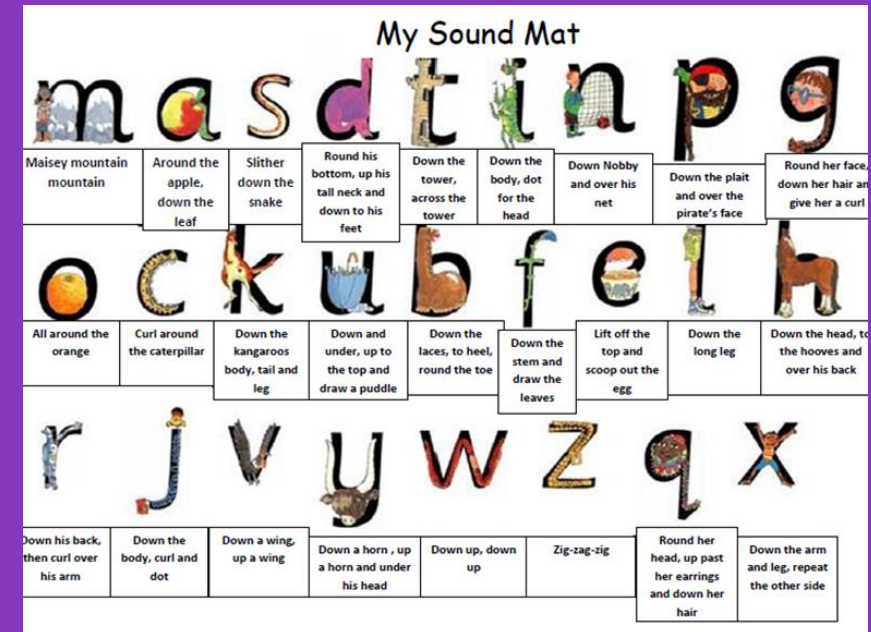 My Sound Mat
m a s d t i n p g
Maisey mountain
mountain
Around the
apple,
down the
leaf
Slither
down the
snake
Round his
bottom, up his
tall neck and
down to his
feet
Down the
tower,
across the
tower
Down the
body, dot
for the
head
Down Nobby
and over his
net
Down the plait
and over the
pirate's face
Round her face,
down her hair an
give her a curl
o c k u b f e l h
All around the
orange
Curl around
the caterpillar
Down the
kangaroos
body, tail and
leg
Down and
under, up to
the top and
draw a puddle
Down the
laces, to heel,
round the toe
Down the
stem and
draw the
leaves
Lift off the
top and
scoop out the
egg
Down the
long leg
Down the head, to
the hooves and
over his back
r j v y w z q x
Down his back,
then curl over
his arm
Down the
body, curl and
dot
Down a wing,
up a wing
Down a horn , up
a horn and under
his head
Down up, down
up
Zig-zag-zig
Round her
head, up past
her earrings
and down her
hair
Down the arm
and leg, repeat
the other side